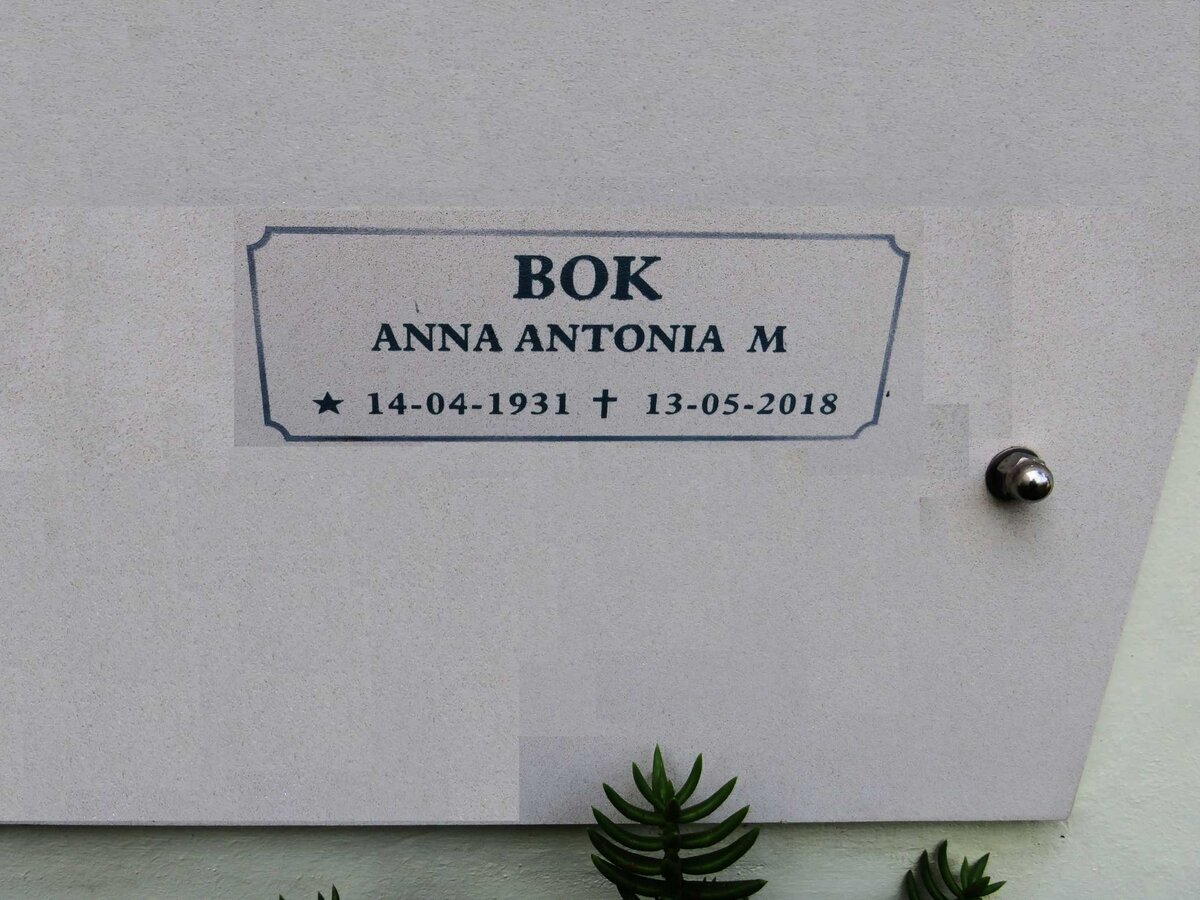 BOK
ANNA ANTONIA M
★ 14-04-1931 ✝ 13-05-2018